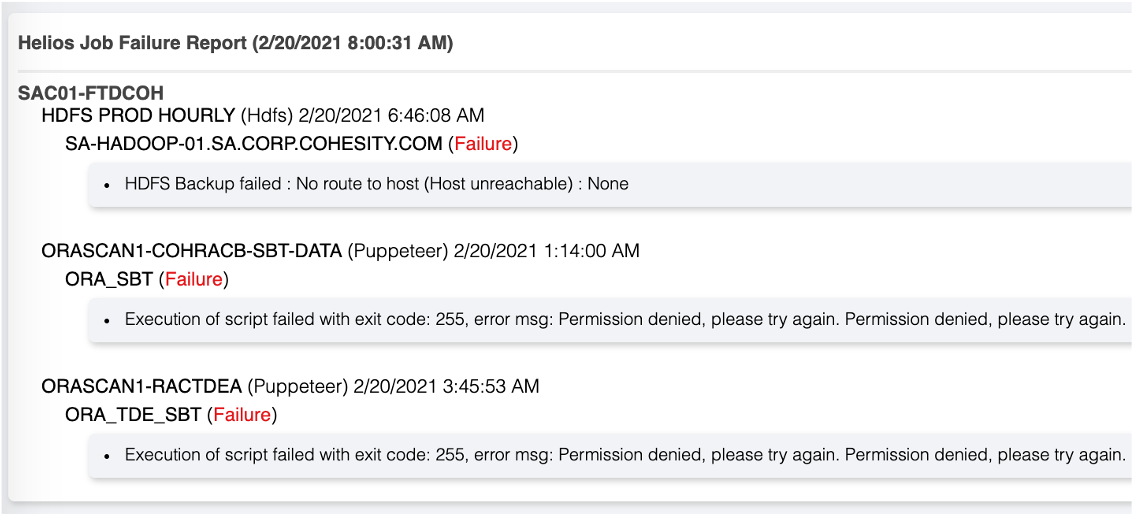 Helios Job Failure Report (2/20/2021 8:00:31 AM)
SAC01-FTDCOH
HDFS PROD HOURLY (Hdfs) 2/20/2021 6:46:08 AM
SA-HADOOP-01.SA.CORP.COHESITY.COM (Failure)
• HDFS Backup failed : No route to host (Host unreachable) : None
ORASCAN1-COHRACB-SBT-DATA (Puppeteer) 2/20/2021 1:14:00 AM
ORA_SBT (Failure)
• Execution of script failed with exit code: 255, error msg: Permission denied, please try again. Permission denied, please try again.
ORASCAN1-RACTDEA (Puppeteer) 2/20/2021 3:45:53 AM
ORA_TDE_SBT (Failure)
• Execution of script failed with exit code: 255, error msg: Permission denied, please try again. Permission denied, please try again.